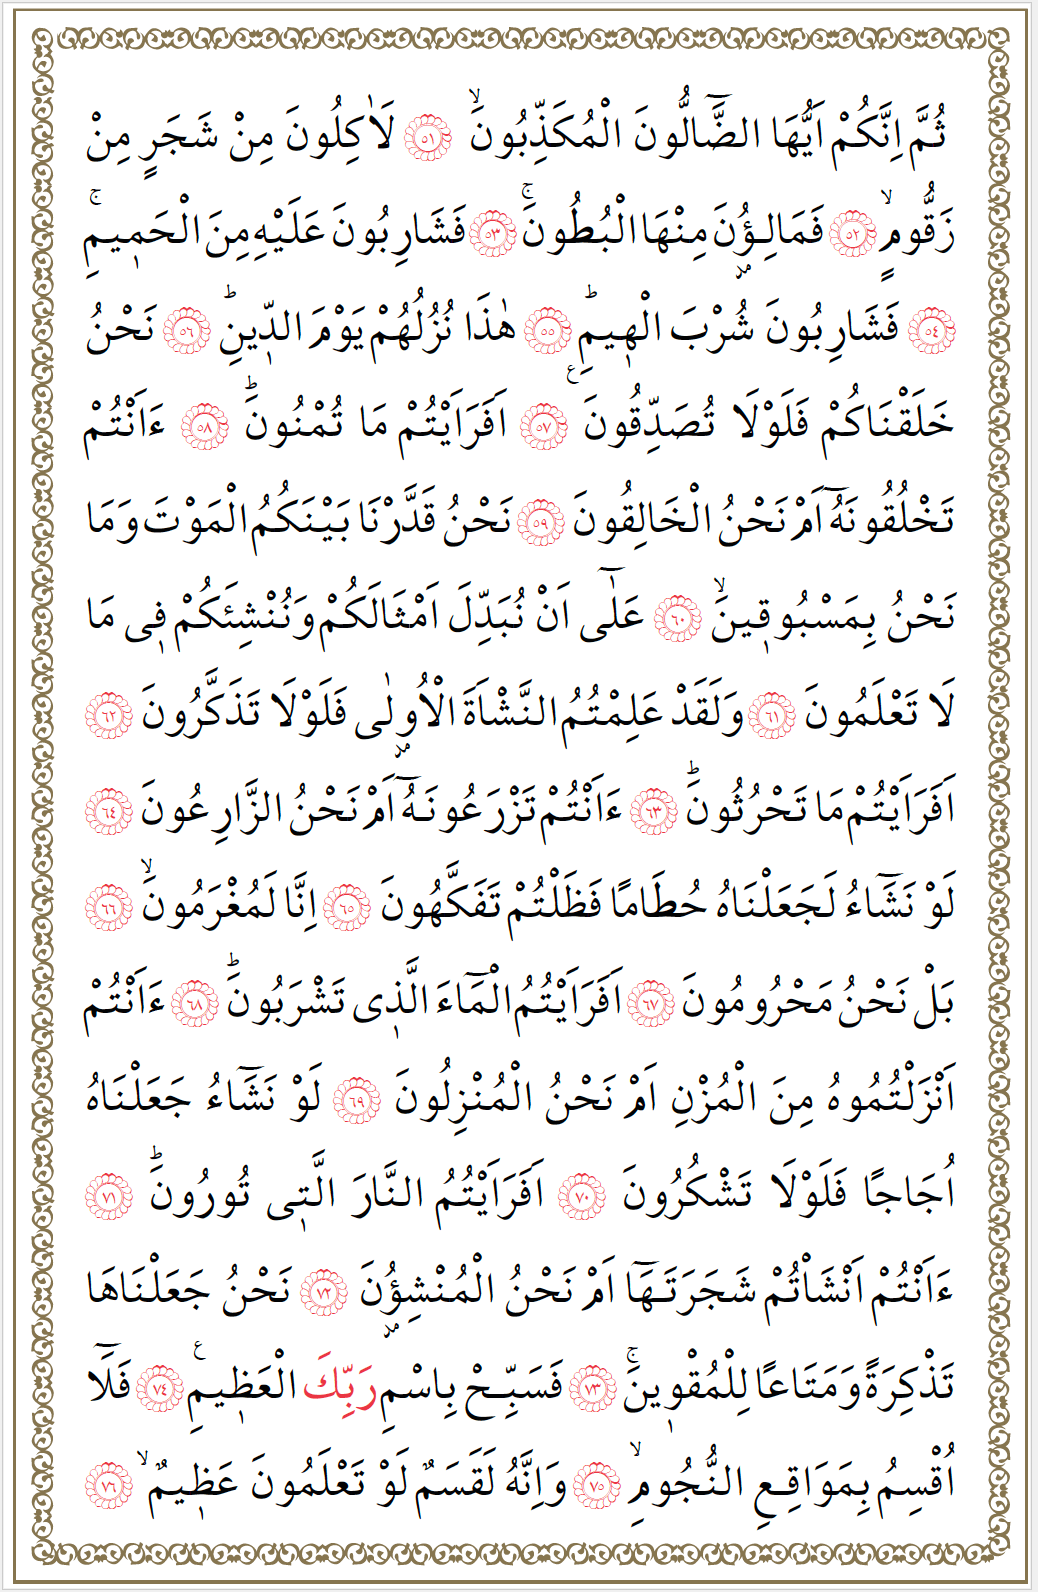 ثُمَّ اِنَّكُمْ اَيُّهَا الضَّٓالُّونَ الْمُكَذِّبُونَۙ ﴿٥١﴾ لَاٰكِلُونَ مِنْ شَجَرٍ مِنْ
زَقُّومٍۙ ﴿٥٢﴾ فَمَالِـؤُ۫نَ مِنْهَا الْبُطُونَۚ ﴿٥٣﴾ فَشَارِبُونَ عَلَيْهِ مِنَ الْحَم۪يمِۚ
﴿٥٤﴾ فَشَارِبُونَ شُرْبَ الْه۪يمِۜ ﴿٥٥﴾ هٰذَا نُزُلُهُمْ يَوْمَ الدّ۪ينِۜ ﴿٥٦﴾ نَحْنُ
خَلَقْنَاكُمْ فَلَوْلَا تُصَدِّقُونَ ﴿٥٧﴾ اَفَرَاَيْتُمْ مَا تُمْنُونَۜ ﴿٥٨﴾ ءَاَنْتُمْ
تَخْلُقُونَهُٓ اَمْ نَحْنُ الْخَالِقُونَ ﴿٥٩﴾ نَحْنُ قَدَّرْنَا بَيْنَكُمُ الْمَوْتَ وَمَا
نَحْنُ بِمَسْبُوق۪ينَۙ ﴿٦٠﴾ عَلٰٓى اَنْ نُبَدِّلَ اَمْثَالَكُمْ وَنُنْشِئَكُمْ ف۪ى مَا
لَا تَعْلَمُونَ ﴿٦١﴾ وَلَقَدْ عَلِمْتُمُ النَّشْاَةَ الْاُو۫لٰى فَلَوْلَا تَذَكَّرُونَ ﴿٦٢﴾
اَفَرَاَيْتُمْ مَا تَحْرُثُونَۜ ﴿٦٣﴾ ءَاَنْتُمْ تَزْرَعُونَـهُٓ اَمْ نَحْنُ الزَّارِعُونَ ﴿٦٤﴾
لَوْ نَشَٓاءُ لَجَعَلْنَاهُ حُطَامًا فَظَلْتُمْ تَفَكَّهُونَ ﴿٦٥﴾ اِنَّا لَمُغْرَمُونَۙ ﴿٦٦﴾
بَلْ نَحْنُ مَحْرُومُونَ ﴿٦٧﴾ اَفَرَاَيْتُمُ الْمَٓاءَ الَّذ۪ى تَشْرَبُونَۜ ﴿٦٨﴾ ءَاَنْتُمْ
اَنْزَلْتُمُوهُ مِنَ الْمُزْنِ اَمْ نَحْنُ الْمُنْزِلُونَ ﴿٦٩﴾ لَوْ نَشَٓاءُ جَعَلْنَاهُ
اُجَاجًا فَلَوْلَا تَشْكُرُونَ ﴿٧٠﴾ اَفَرَاَيْتُمُ النَّارَ الَّت۪ى تُورُونَۜ ﴿٧١﴾
ءَاَنْتُمْ اَنْشَاْتُمْ شَجَرَتَـهَٓا اَمْ نَحْنُ الْمُنْشِؤُ۫نَ ﴿٧٢﴾ نَحْنُ جَعَلْنَاهَا
تَذْكِرَةً وَمَتَاعًا لِلْمُقْو۪ينَۚ ﴿٧٣﴾ فَسَبِّـحْ بِاسْمِ رَبِّكَ الْعَظ۪يمِ ﴿٧٤﴾ فَلَٓا
اُقْسِمُ بِمَوَاقِـعِ النُّجُومِۙ ﴿٧٥﴾ وَاِنَّهُ لَقَسَمٌ لَوْ تَعْلَمُونَ عَظ۪يمٌۙ ﴿٧٦﴾